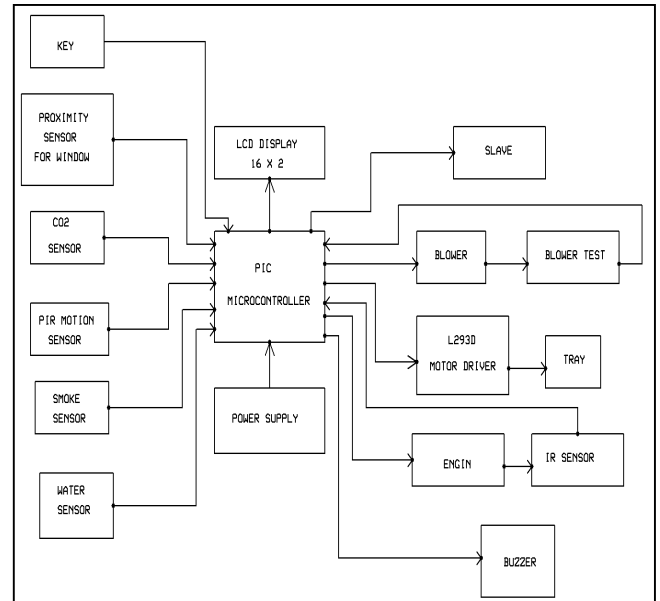 KEY
PROXIMITY
SENSOR
FOR WINDOW
LCD DISPLAY
16 X 2
SLAVE
CO2
SENSOR
PIC
MICROCONTROLLER
BLOWER
BLOWER TEST
PIR MOTION
SENSOR
L293D
MOTOR DRIVER
TRAY
SMOKE
SENSOR
POWER SUPPLY
ENGIN
IR SENSOR
WATER
SENSOR
BUZZER